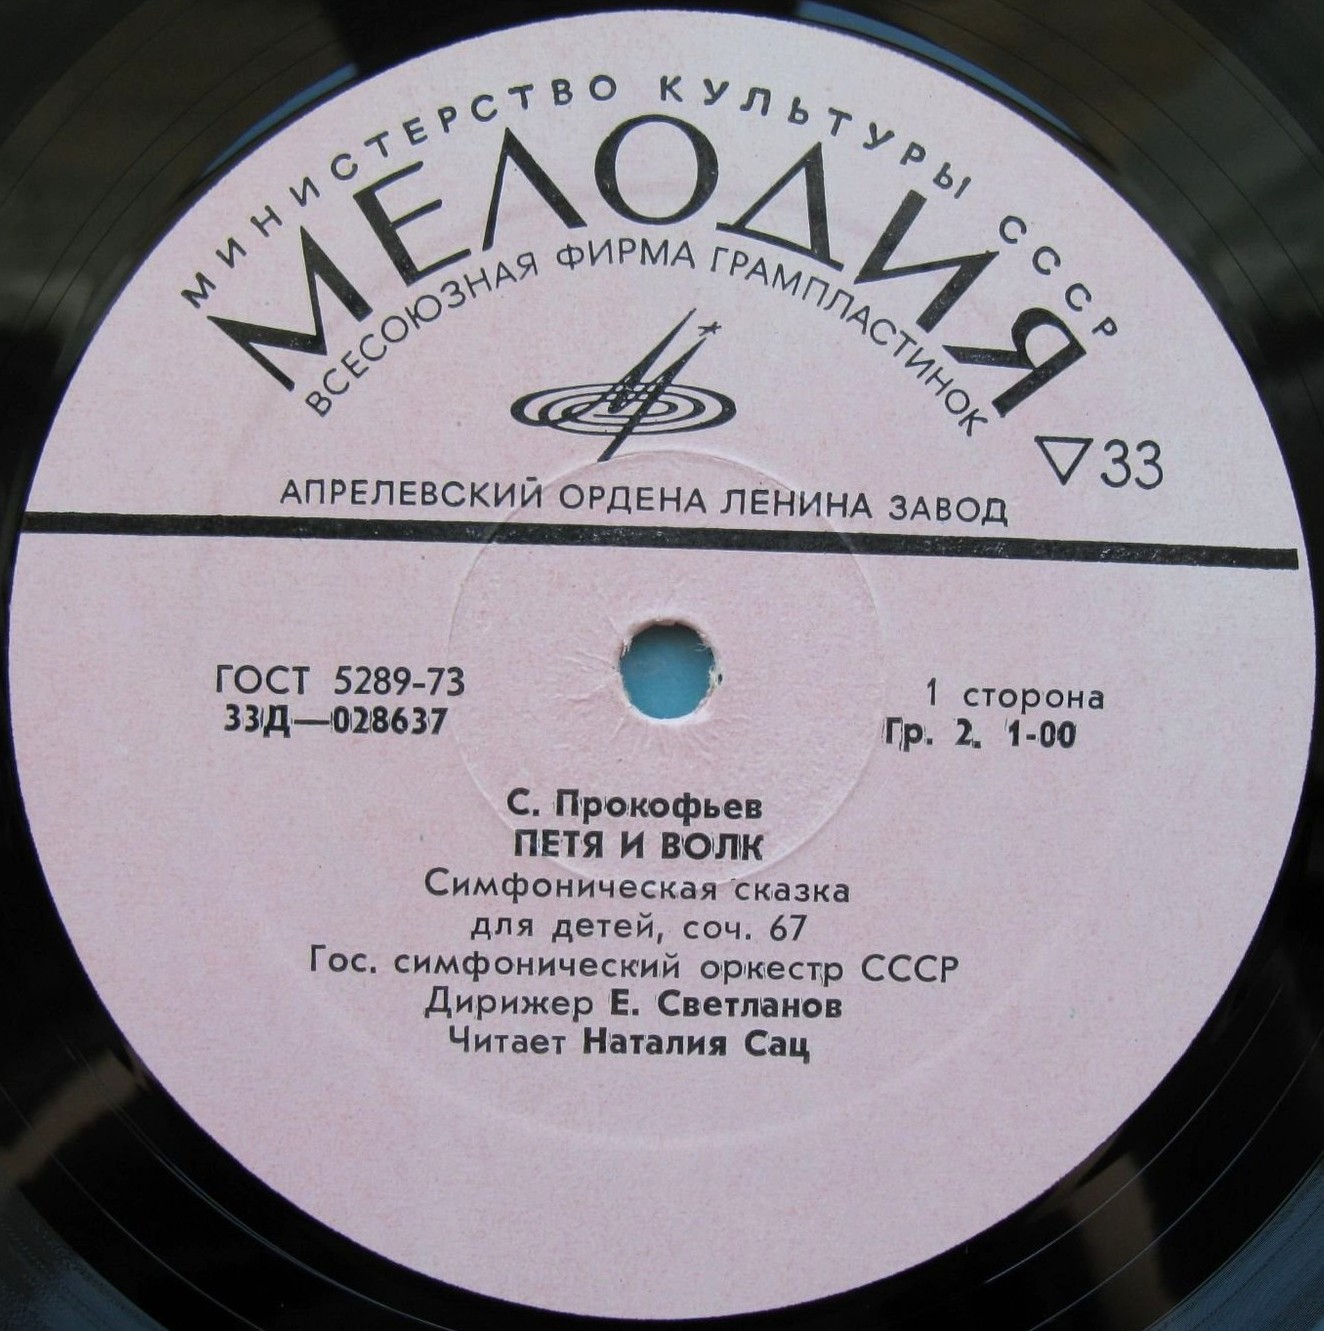 МИНИСТЕРСТВО КУЛЬТУРЫ СССР
МЕЛОДИЯ
ВСЕСОЮЗНАЯ ФИРМА ГРАМПЛАСТИНОК
▽33
АПРЕЛЕВСКИЙ ОРДЕНА ЛЕНИНА ЗАВОД
ГОСТ 5289-73
33Д—028637
1 сторона
Гр. 2. 1-00
С. Прокофьев
ПЕТЯ И ВОЛК
Симфоническая сказка
для детей, соч. 67
Гос. симфонический оркестр СССР
Дирижер Е. Светланов
Читает Наталия Сац